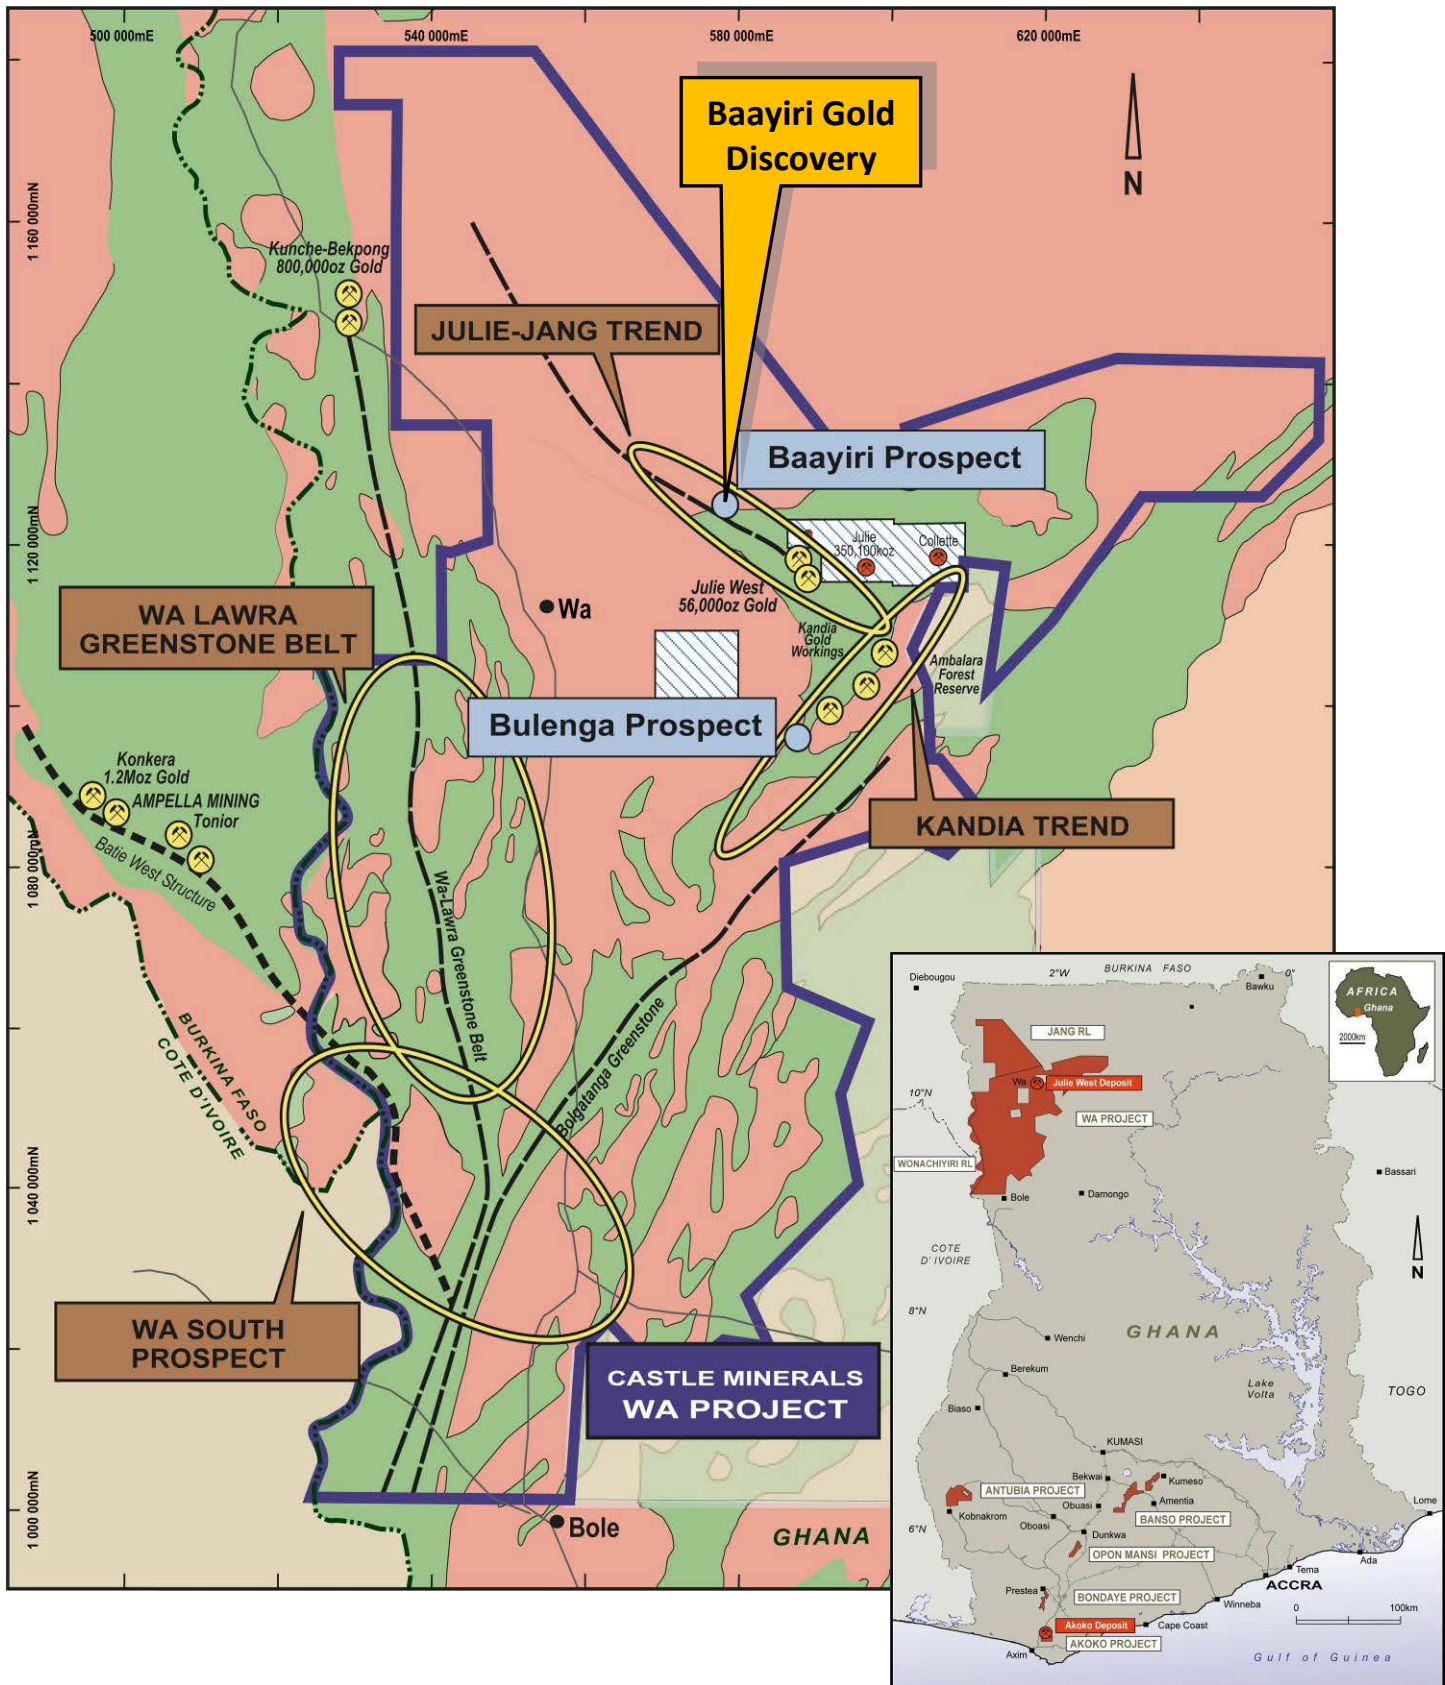 500 000mE
540 000mE
580 000mE
620 000mE
Baayiri Gold
Discovery
N
1 160 000mN
Kunche-Bekpong
800,000oz Gold
JULIE-JANG TREND
Baayiri Prospect
1 120 000mN
Julie
350,100koz
Collette
Julie West
56,000oz Gold
WA LAWRA
GREENSTONE BELT
Wa
Kandia
Gold
Workings
Ambalara
Forest
Reserve
Bulenga Prospect
Konkera
1.2Moz Gold
AMPELLA MINING
Tonior
Batie West Structure
KANDIA TREND
1 080 000mN
Wa-Lawra Greenstone Belt
Bolgatanga Greenstone
BURKINA FASO
COTE D'IVOIRE
1 040 000mN
WA SOUTH
PROSPECT
CASTLE MINERALS
WA PROJECT
1 000 000mN
Bole
GHANA
Diebougou
2°W
BURKINA FASO
Bawku
0°
AFRICA
Ghana
2000km
JANG RL
Wa
Julie West Deposit
10°N
WA PROJECT
WONACHIYIRI RL
Bassari
Bole
Damongo
COTE
D' IVOIRE
N
8°N
GHANA
Wenchi
Berekum
Lake
Volta
TOGO
Biaso
KUMASI
Bekwai
Kumeso
ANTUBIA PROJECT
Obuasi
Amentia
Lome
Kobnakrom
Oboasi
BANSO PROJECT
6°N
Dunkwa
OPON MANSI PROJECT
Ada
Tema
ACCRA
Prestea
BONDAYE PROJECT
Winneba
0
100km
Akoko Deposit
Cape Coast
AKOKO PROJECT
Axim
Gulf of Guinea